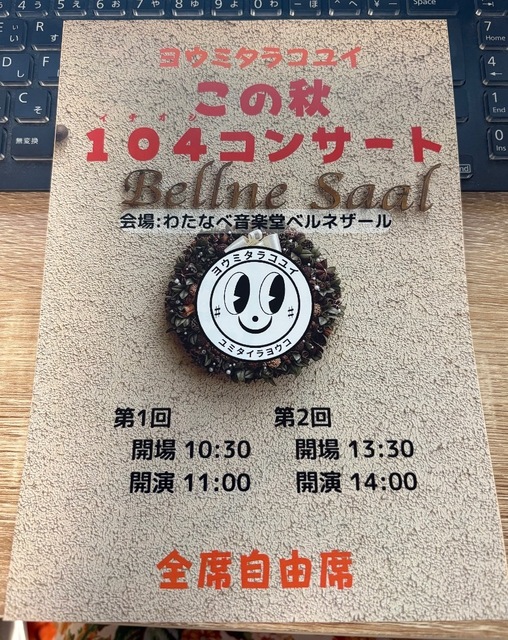 ヨウミタラコユイ
この秋
イチオシ
104コンサート
Bellne Saal
会場:わたなべ音楽堂ベルネザール
ヨウミタラコユイ
# #
ユミタイラヨウコ
第1回 第2回
開場 10:30 開場 13:30
開演 11:00 開演 14:00
全席自由席